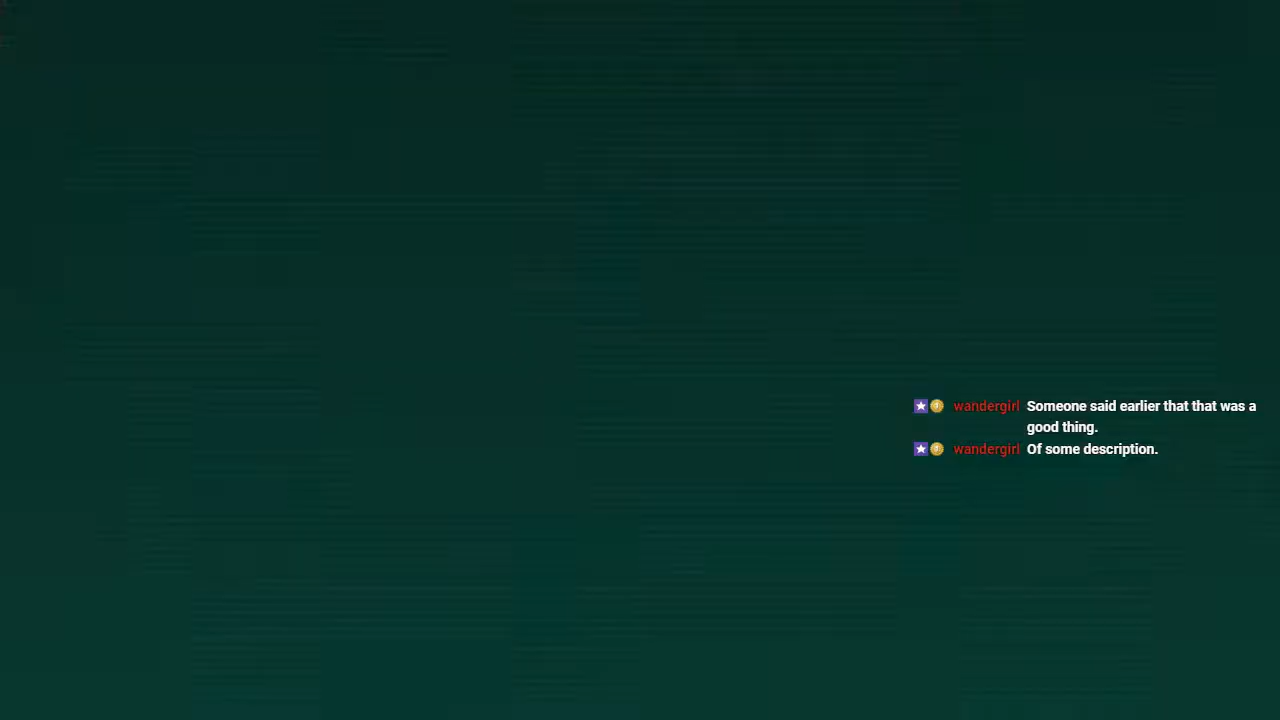 wandergirl Someone said earlier that that was a
good thing.
wandergirl Of some description.